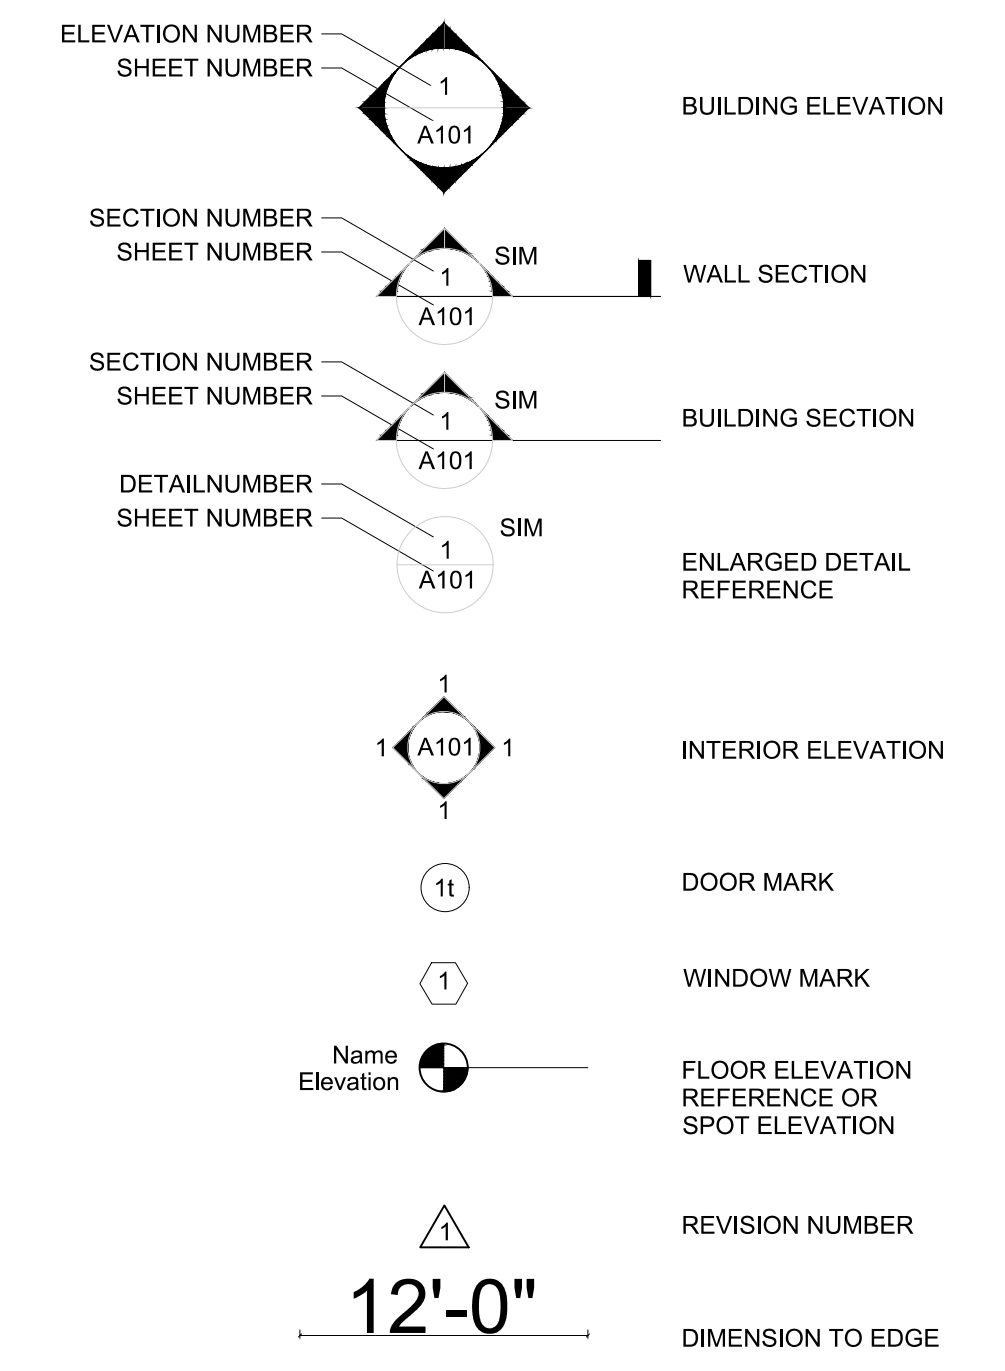 ELEVATION NUMBER
SHEET NUMBER
1
A101
BUILDING ELEVATION
SECTION NUMBER
SHEET NUMBER
1
A101
SIM
WALL SECTION
SECTION NUMBER
SHEET NUMBER
1
A101
SIM
BUILDING SECTION
DETAILNUMBER
SHEET NUMBER
1
A101
SIM
ENLARGED DETAIL
REFERENCE
1
1 A101 1
1
INTERIOR ELEVATION
1t
DOOR MARK
1
WINDOW MARK
Name
Elevation
FLOOR ELEVATION
REFERENCE OR
SPOT ELEVATION
1
REVISION NUMBER
12'-0"
DIMENSION TO EDGE